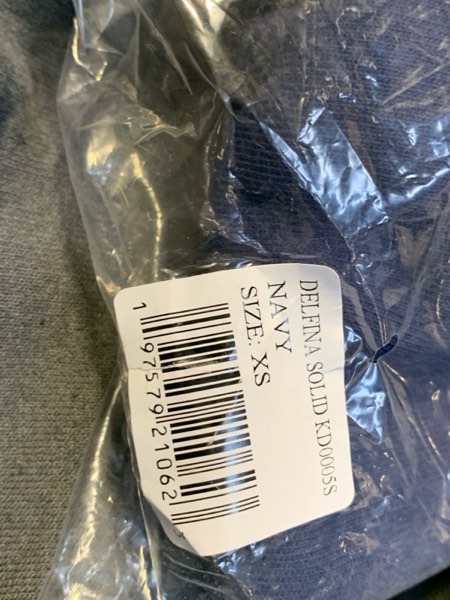 DELFINA SOLID KD0005S
NAVY
SIZE: XS
1 97579 21062